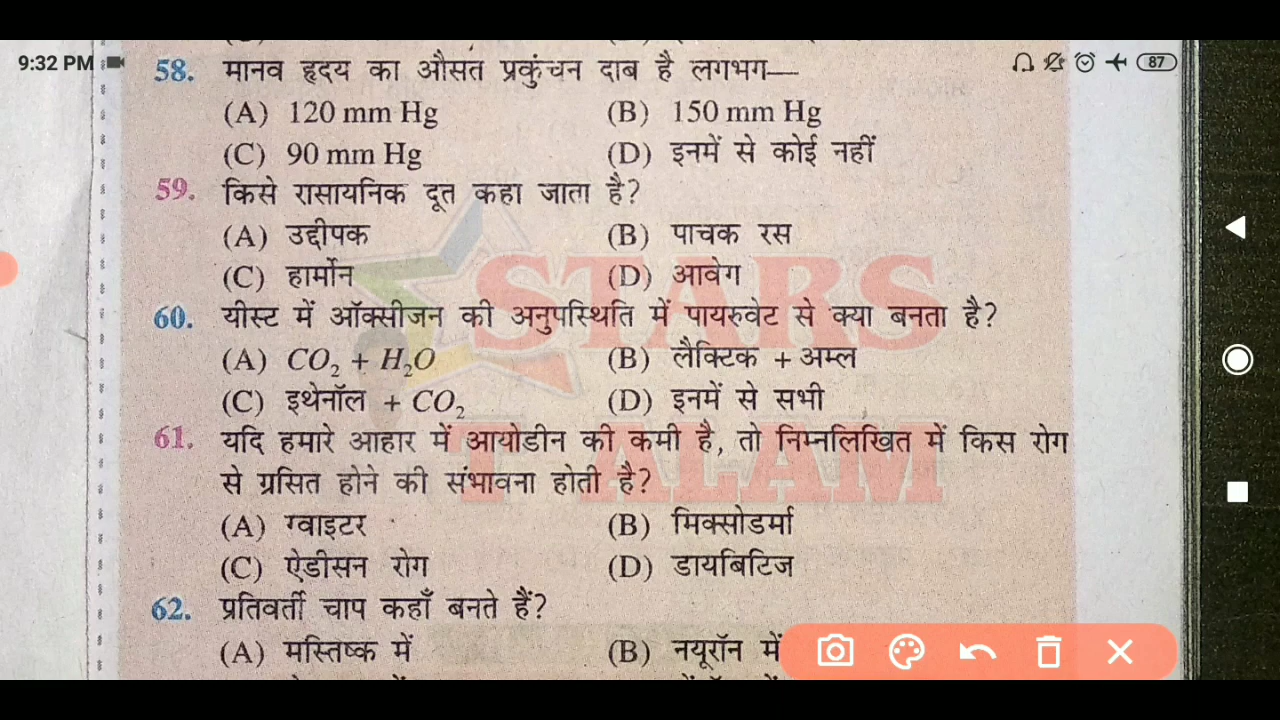 9:32 PM
87
58. मानव हृदय का औसत प्रकुंचन दाब है लगभग—
(A) 120 mm Hg (B) 150 mm Hg
(C) 90 mm Hg (D) इनमें से कोई नहीं
59. किसे रासायनिक दूत कहा जाता है?
(A) उद्दीपक (B) पाचक रस
(C) हार्मोन (D) आवेग
60. यीस्ट में ऑक्सीजन की अनुपस्थिति में पायरुवेट से क्या बनता है?
(A) CO₂ + H₂O (B) लैक्टिक + अम्ल
(C) इथेनॉल + CO₂ (D) इनमें से सभी
61. यदि हमारे आहार में आयोडीन की कमी है, तो निम्नलिखित में किस रोग
से ग्रसित होने की संभावना होती है?
(A) ग्वाइटर (B) मिक्सोडर्मा
(C) ऐडीसन रोग (D) डायबिटिज
62. प्रतिवर्ती चाप कहाँ बनते हैं?
(A) मस्तिष्क में (B) नयूरॉन में
STARS
ALAM